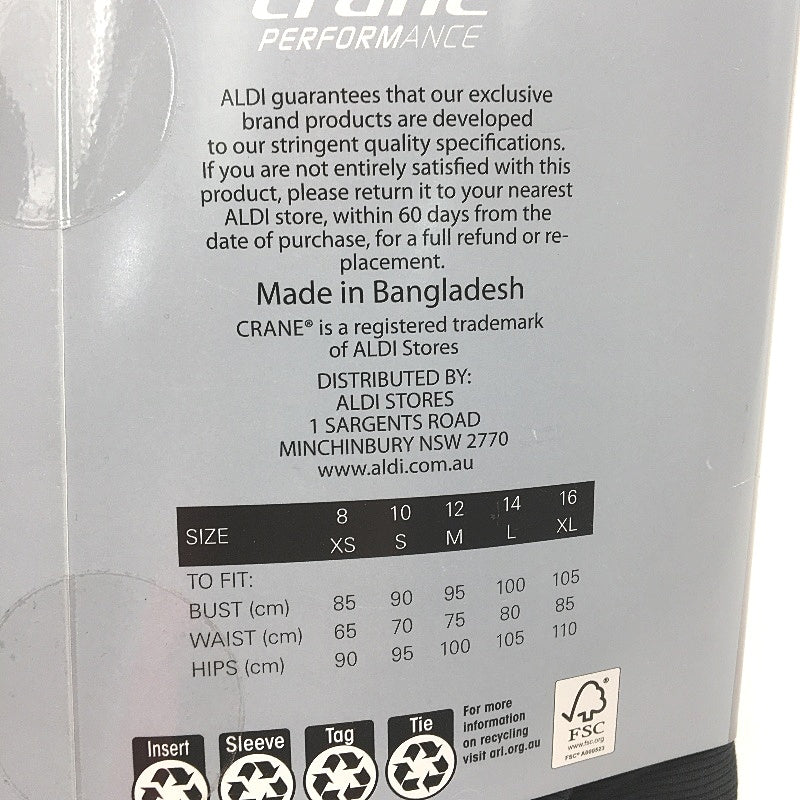 crane
PERFORMANCE
ALDI guarantees that our exclusive
brand products are developed
to our stringent quality specifications.
If you are not entirely satisfied with this
product, please return it to your nearest
ALDI store, within 60 days from the
date of purchase, for a full refund or re-
placement.
Made in Bangladesh
CRANE® is a registered trademark
of ALDI Stores
DISTRIBUTED BY:
ALDI STORES
1 SARGENTS ROAD
MINCHINBURY NSW 2770
www.aldi.com.au
SIZE 8 10 12 14 16
XS S M L XL
TO FIT:
BUST (cm) 85 90 95 100 105
WAIST (cm) 65 70 75 80 85
HIPS (cm) 90 95 100 105 110
Insert Sleeve Tag Tie
For more
information
on recycling
visit arl.org.au
FSC®
www.fsc.org
FSC® A000523